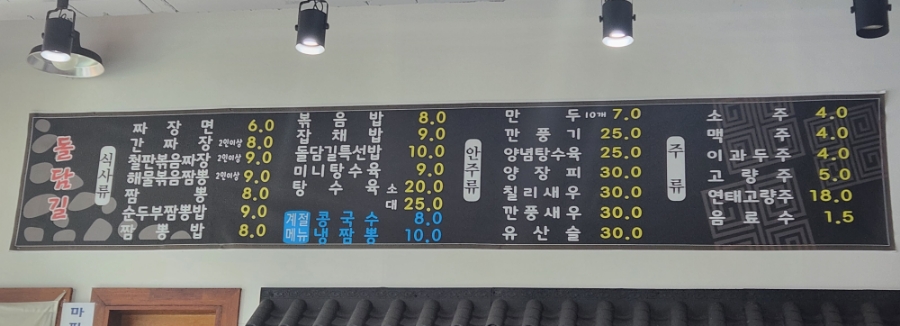 돌담길
식사류
짜장면 6.0
간짜장 2인이상 8.0
철판볶음짜장 2인이상 9.0
해물볶음짬뽕 2인이상 9.0
짬뽕 8.0
순두부짬뽕밥 9.0
짬뽕밥 8.0
볶음밥 8.0
잡채밥 9.0
돌담길특선밥 10.0
미니탕수육 9.0
탕수육 소 20.0
대 25.0
계절메뉴
콩국수 8.0
냉짬뽕 10.0
안주류
만두 10개 7.0
깐풍기 25.0
양념탕수육 25.0
양장피 30.0
칠리새우 30.0
깐풍새우 30.0
유산슬 30.0
주류
소주 4.0
맥주 4.0
이과두주 4.0
고량주 5.0
연태고량주 18.0
음료수 1.5